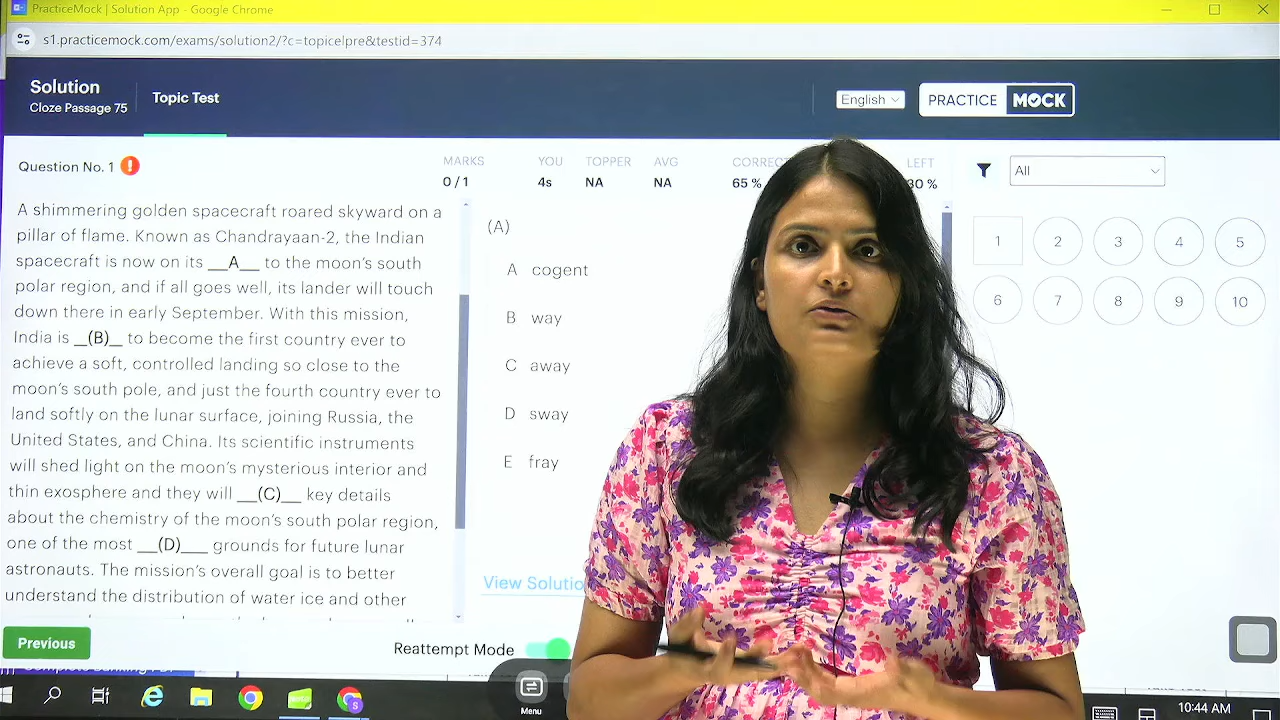 PracticeMock | Solution App - Google Chrome
s1.practicemock.com/exams/solution2/?c=topicelpre&testid=374
Solution
Cloze Passage 75
Topic Test
English
PRACTICE MOCK
Question No. 1
MARKS
0 / 1
YOU
4s
TOPPER
NA
AVG
NA
CORREC
65 %
LEFT
30 %
All
A shimmering golden spacecraft roared skyward on a
pillar of flame. Known as Chandrayaan-2, the Indian
spacecraft is now on its __A__ to the moon's south
polar region, and if all goes well, its lander will touch
down there in early September. With this mission,
India is _(B)_ to become the first country ever to
achieve a soft, controlled landing so close to the
moon's south pole, and just the fourth country ever to
land softly on the lunar surface, joining Russia, the
United States, and China. Its scientific instruments
will shed light on the moon's mysterious interior and
thin exosphere and they will __(C)__ key details
about the chemistry of the moon's south polar region,
one of the most __(D)___ grounds for future lunar
astronauts. The mission's overall goal is to better
understand the distribution of water ice and other
(A)
A cogent
B way
C away
D sway
E fray
View Solutio
1 2 3 4 5
6 7 8 9 10
Previous
Reattempt Mode
Menu
10:44 AM